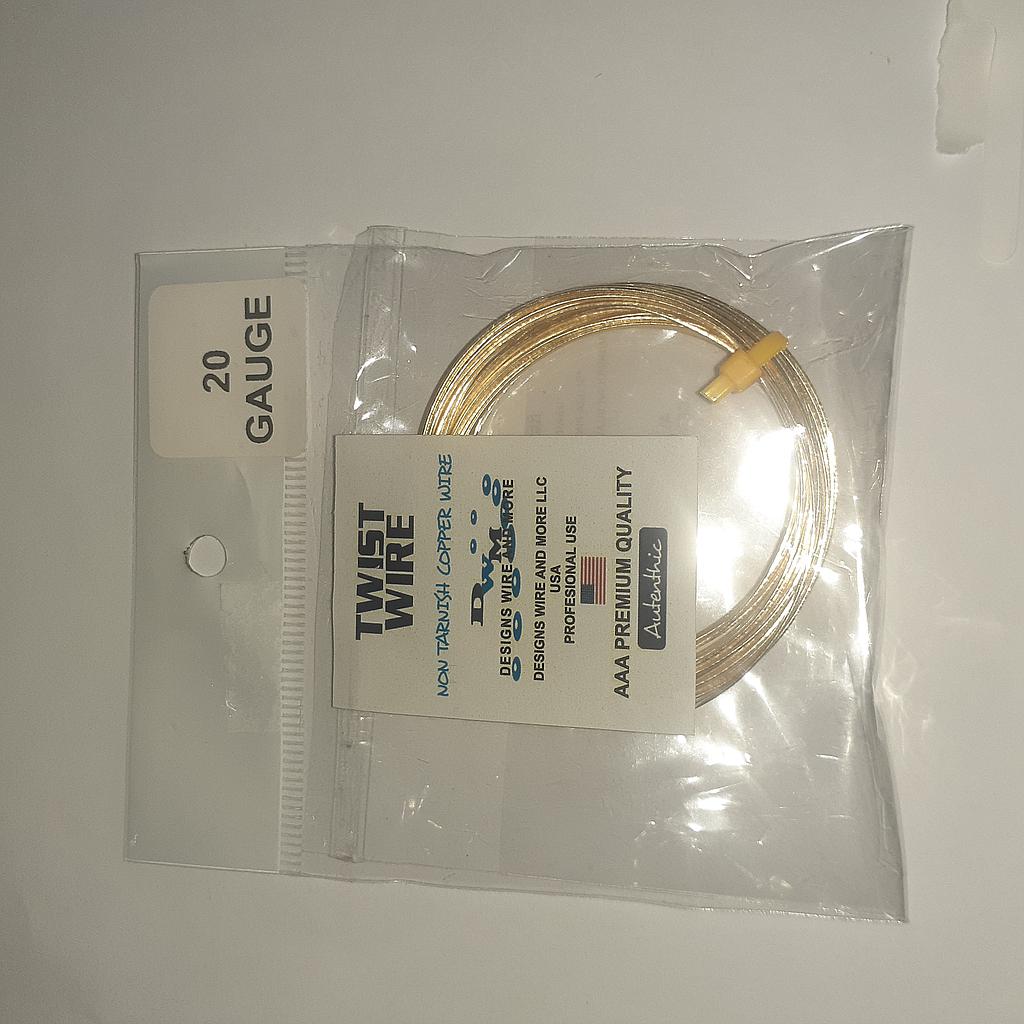 20
GAUGE
TWIST
WIRE
NON TARNISH COPPER WIRE
DWM
DESIGNS WIRE AND MORE
DESIGNS WIRE AND MORE LLC
USA
PROFESIONAL USE
AAA PREMIUM QUALITY
Autenthic